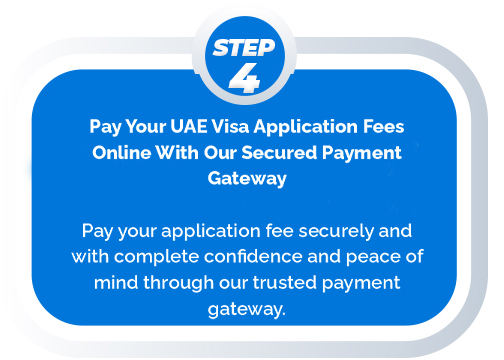 STEP
4
Pay Your UAE Visa Application Fees
Online With Our Secured Payment
Gateway
Pay your application fee securely and
with complete confidence and peace of
mind through our trusted payment
gateway.